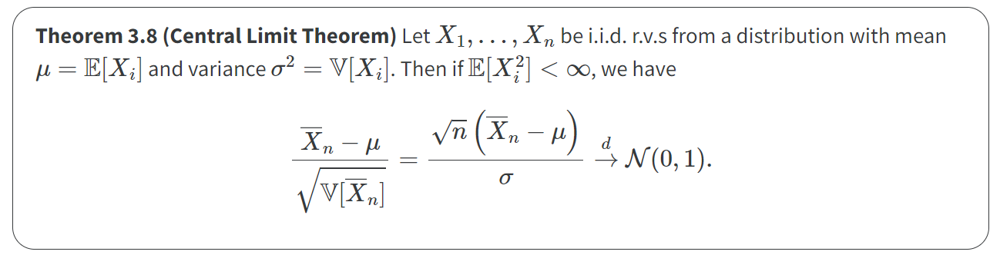 Theorem 3.8 (Central Limit Theorem) Let $X_1, \ldots, X_n$ be i.i.d. r.v.s from a distribution with mean
$\mu = \mathbb{E}[X_i]$ and variance $\sigma^2 = \mathbb{V}[X_i]$. Then if $\mathbb{E}[X_i^2] < \infty$, we have
$\frac{\overline{X}_n - \mu}{\sqrt{\mathbb{V}[\overline{X}_n]}} = \frac{\sqrt{n}\left(\overline{X}_n - \mu\right)}{\sigma} \overset{d}{\to} \mathcal{N}(0, 1).$